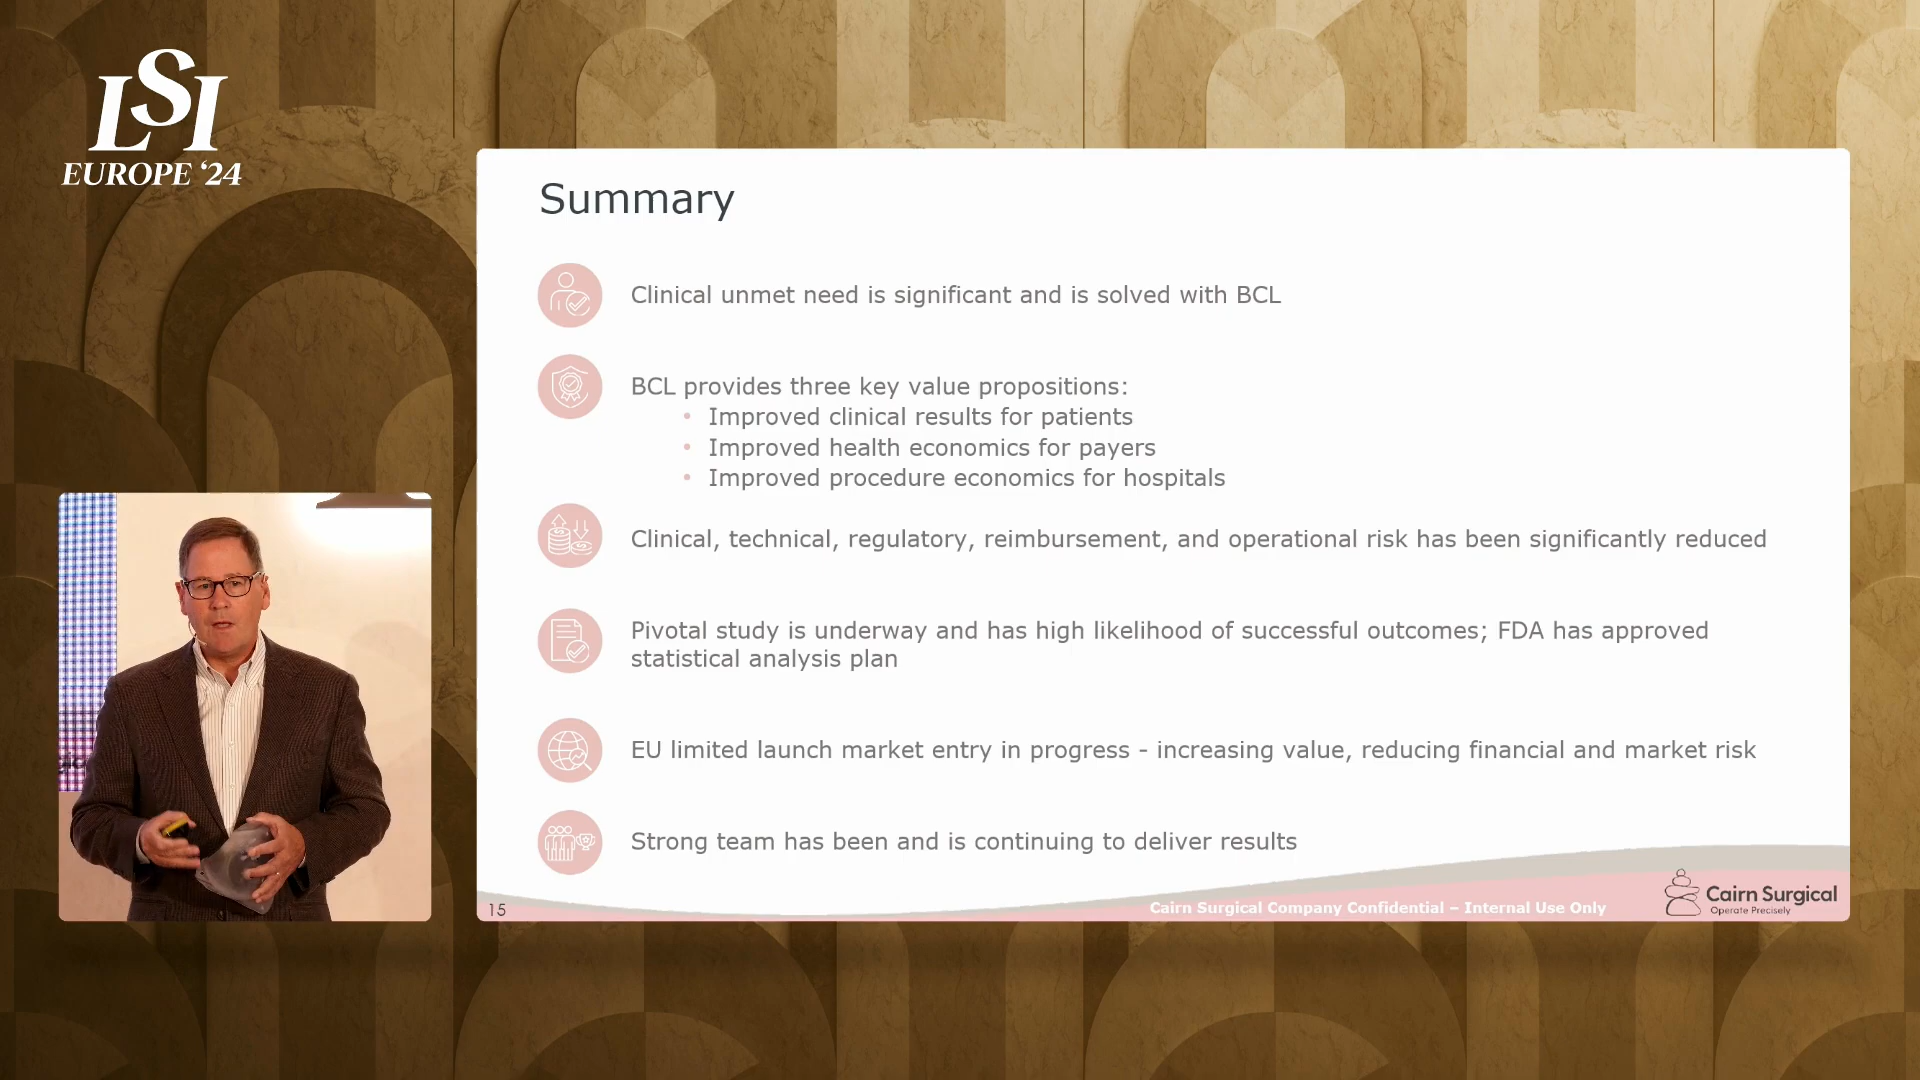 LSI
EUROPE ‘24
Summary
Clinical unmet need is significant and is solved with BCL
BCL provides three key value propositions:
• Improved clinical results for patients
• Improved health economics for payers
• Improved procedure economics for hospitals
Clinical, technical, regulatory, reimbursement, and operational risk has been significantly reduced
Pivotal study is underway and has high likelihood of successful outcomes; FDA has approved
statistical analysis plan
EU limited launch market entry in progress - increasing value, reducing financial and market risk
Strong team has been and is continuing to deliver results
15
Cairn Surgical Company Confidential – Internal Use Only
Cairn Surgical
Operate Precisely